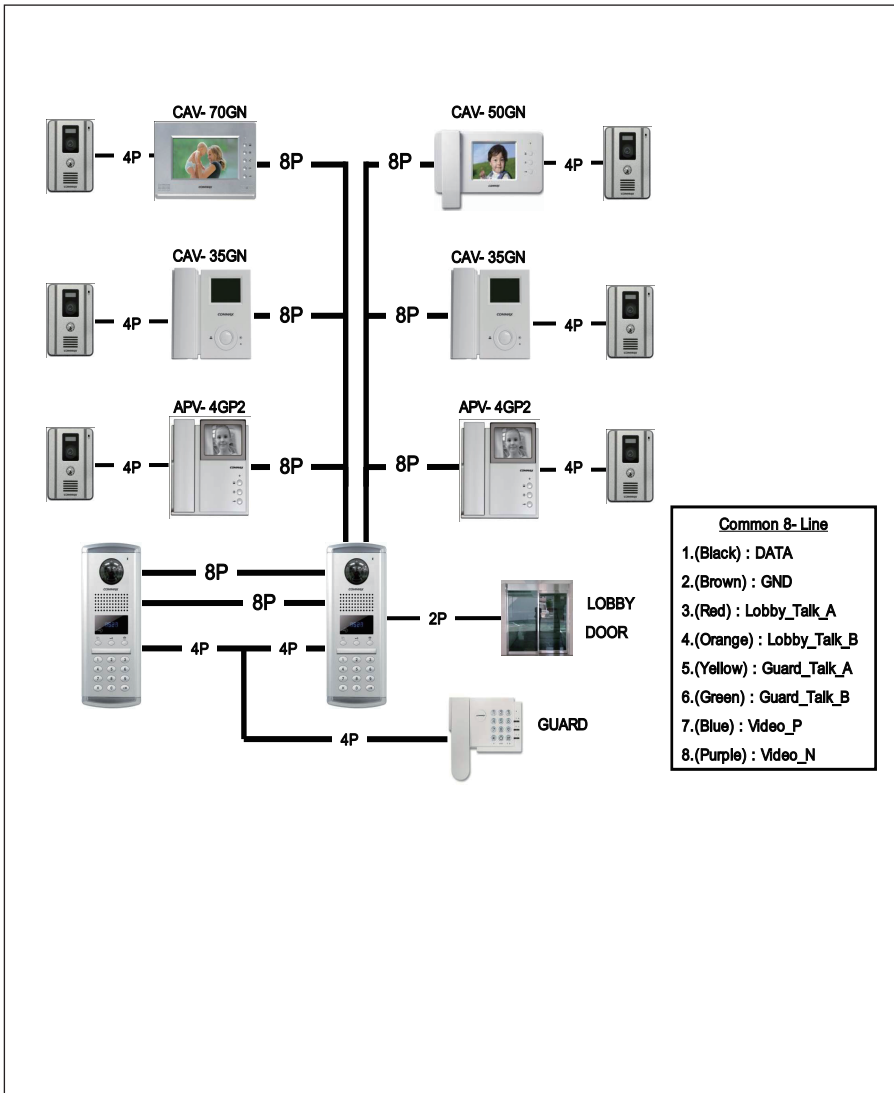 CAV- 70GN
CAV- 50GN
4P
8P
8P
4P
CAV- 35GN
CAV- 35GN
COMMAX
COMMAX
4P
8P
8P
4P
APV- 4GP2
APV- 4GP2
4P
8P
8P
4P
8P
8P
4P
4P
2P
LOBBY
DOOR
4P
GUARD
Common 8- Line
1.(Black) : DATA
2.(Brown) : GND
3.(Red) : Lobby_Talk_A
4.(Orange) : Lobby_Talk_B
5.(Yellow) : Guard_Talk_A
6.(Green) : Guard_Talk_B
7.(Blue) : Video_P
8.(Purple) : Video_N